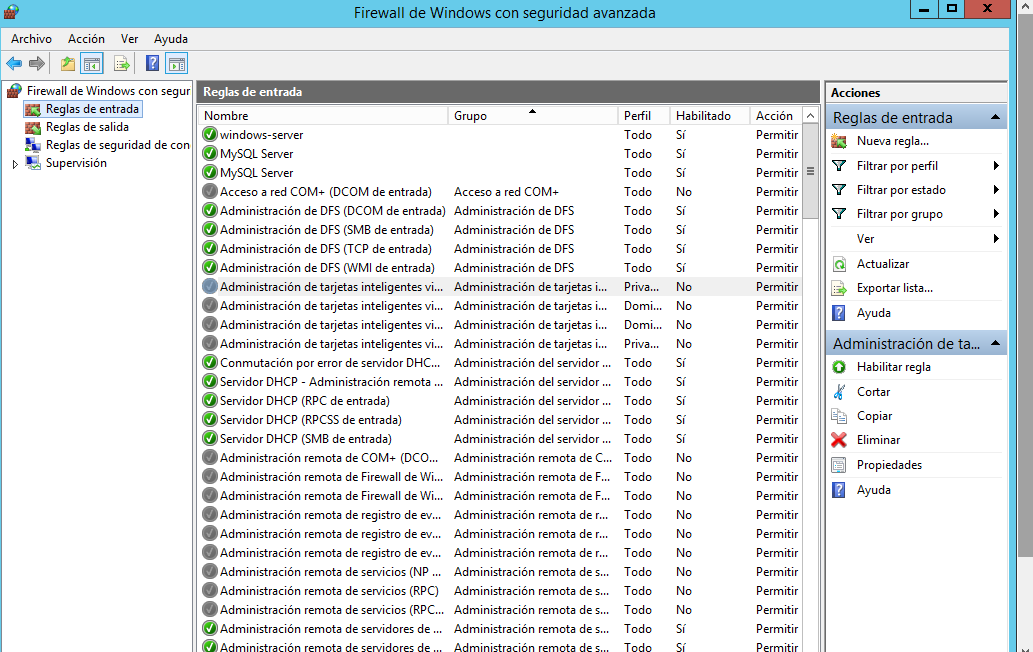 Firewall de Windows con seguridad avanzada
Archivo Acción Ver Ayuda
Firewall de Windows con segur
Reglas de entrada
Reglas de salida
Reglas de seguridad de con
Supervisión
Reglas de entrada
Nombre Grupo Perfil Habilitado Acción
windows-server Todo Sí Permitir
MySQL Server Todo Sí Permitir
MySQL Server Todo Sí Permitir
Acceso a red COM+ (DCOM de entrada) Acceso a red COM+ Todo No Permitir
Administración de DFS (DCOM de entrada) Administración de DFS Todo Sí Permitir
Administración de DFS (SMB de entrada) Administración de DFS Todo Sí Permitir
Administración de DFS (TCP de entrada) Administración de DFS Todo Sí Permitir
Administración de DFS (WMI de entrada) Administración de DFS Todo Sí Permitir
Administración de tarjetas inteligentes vi... Administración de tarjetas i... Priva... No Permitir
Administración de tarjetas inteligentes vi... Administración de tarjetas i... Domi... No Permitir
Administración de tarjetas inteligentes vi... Administración de tarjetas i... Domi... No Permitir
Administración de tarjetas inteligentes vi... Administración de tarjetas i... Priva... No Permitir
Conmutación por error de servidor DHC... Administración del servidor ... Todo Sí Permitir
Servidor DHCP - Administración remota ... Administración del servidor ... Todo Sí Permitir
Servidor DHCP (RPC de entrada) Administración del servidor ... Todo Sí Permitir
Servidor DHCP (RPCSS de entrada) Administración del servidor ... Todo Sí Permitir
Servidor DHCP (SMB de entrada) Administración del servidor ... Todo Sí Permitir
Administración remota de COM+ (DCO... Administración remota de C... Todo No Permitir
Administración remota de Firewall de Wi... Administración remota de F... Todo No Permitir
Administración remota de Firewall de Wi... Administración remota de F... Todo No Permitir
Administración remota de registro de ev... Administración remota de r... Todo No Permitir
Administración remota de registro de ev... Administración remota de r... Todo No Permitir
Administración remota de registro de ev... Administración remota de r... Todo No Permitir
Administración remota de servicios (NP ... Administración remota de s... Todo No Permitir
Administración remota de servicios (RPC) Administración remota de s... Todo No Permitir
Administración remota de servicios (RPC... Administración remota de s... Todo No Permitir
Administración remota de servidores de ... Administración remota de s... Todo Sí Permitir
Administración remota de servidores de ... Administración remota de s... Todo Sí Permitir
Acciones
Reglas de entrada
Nueva regla...
Filtrar por perfil
Filtrar por estado
Filtrar por grupo
Ver
Actualizar
Exportar lista...
Ayuda
Administración de ta...
Habilitar regla
Cortar
Copiar
Eliminar
Propiedades
Ayuda